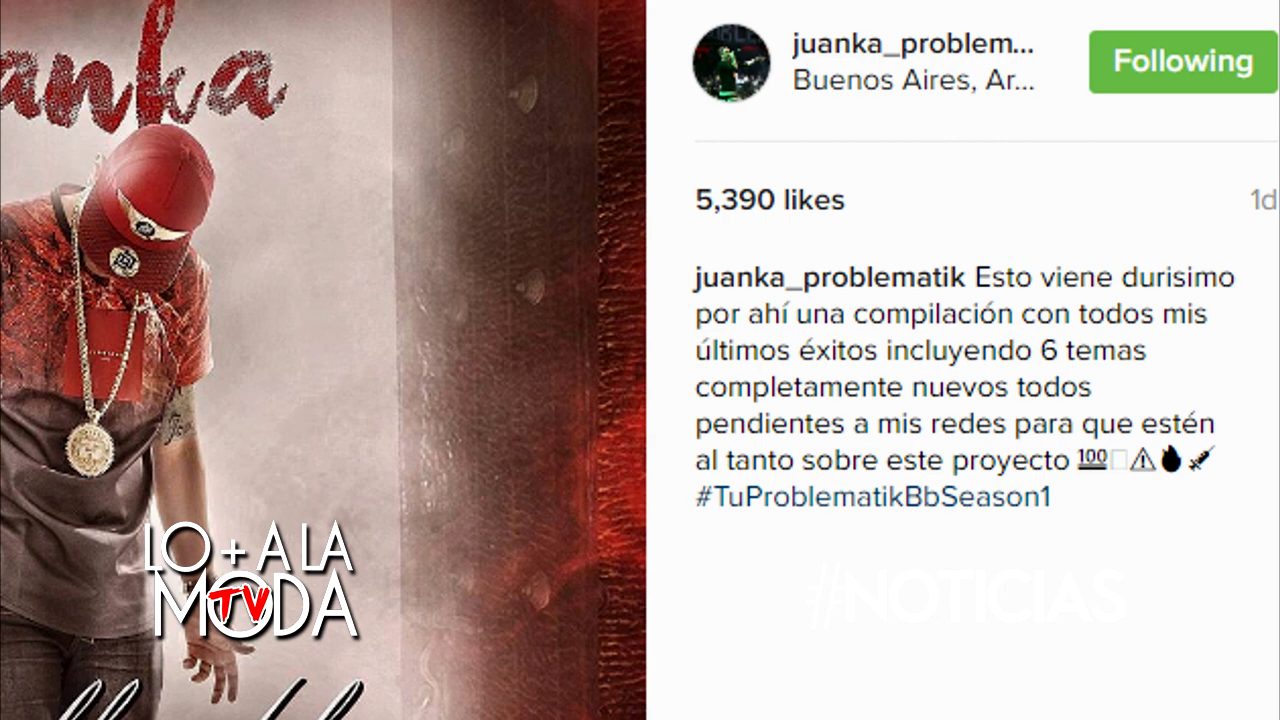 anka
LO + A LA
MODA
TV
juanka_problem...
Buenos Aires, Ar...
Following
5,390 likes
1d
juanka_problematik Esto viene durisimo
por ahí una compilación con todos mis
últimos éxitos incluyendo 6 temas
completamente nuevos todos
pendientes a mis redes para que estén
al tanto sobre este proyecto 💯⚠🔥💉
#TuProblematikBbSeason1
#NOTICIAS